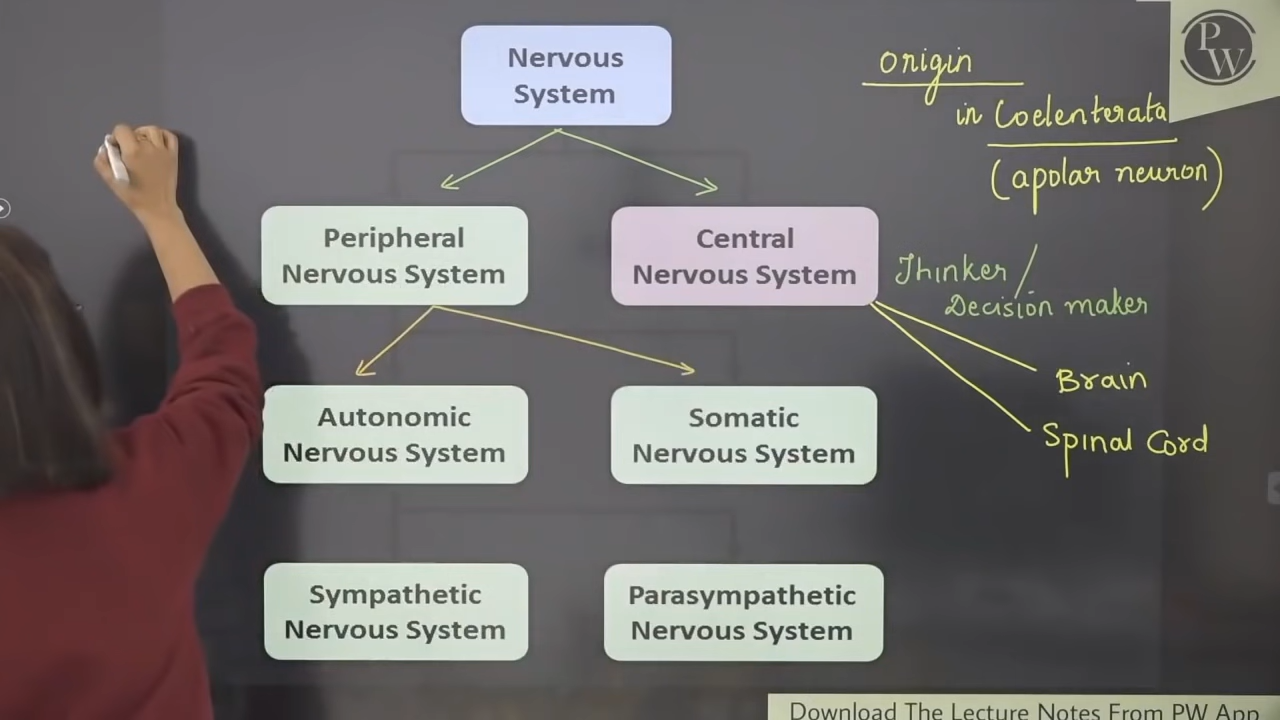 Nervous
System
origin
in Coelenterata
(apolar neuron)
PW
Peripheral
Nervous System
Central
Nervous System
Thinker /
Decision maker
Brain
Spinal Cord
Autonomic
Nervous System
Somatic
Nervous System
Sympathetic
Nervous System
Parasympathetic
Nervous System
Download The Lecture Notes From PW App